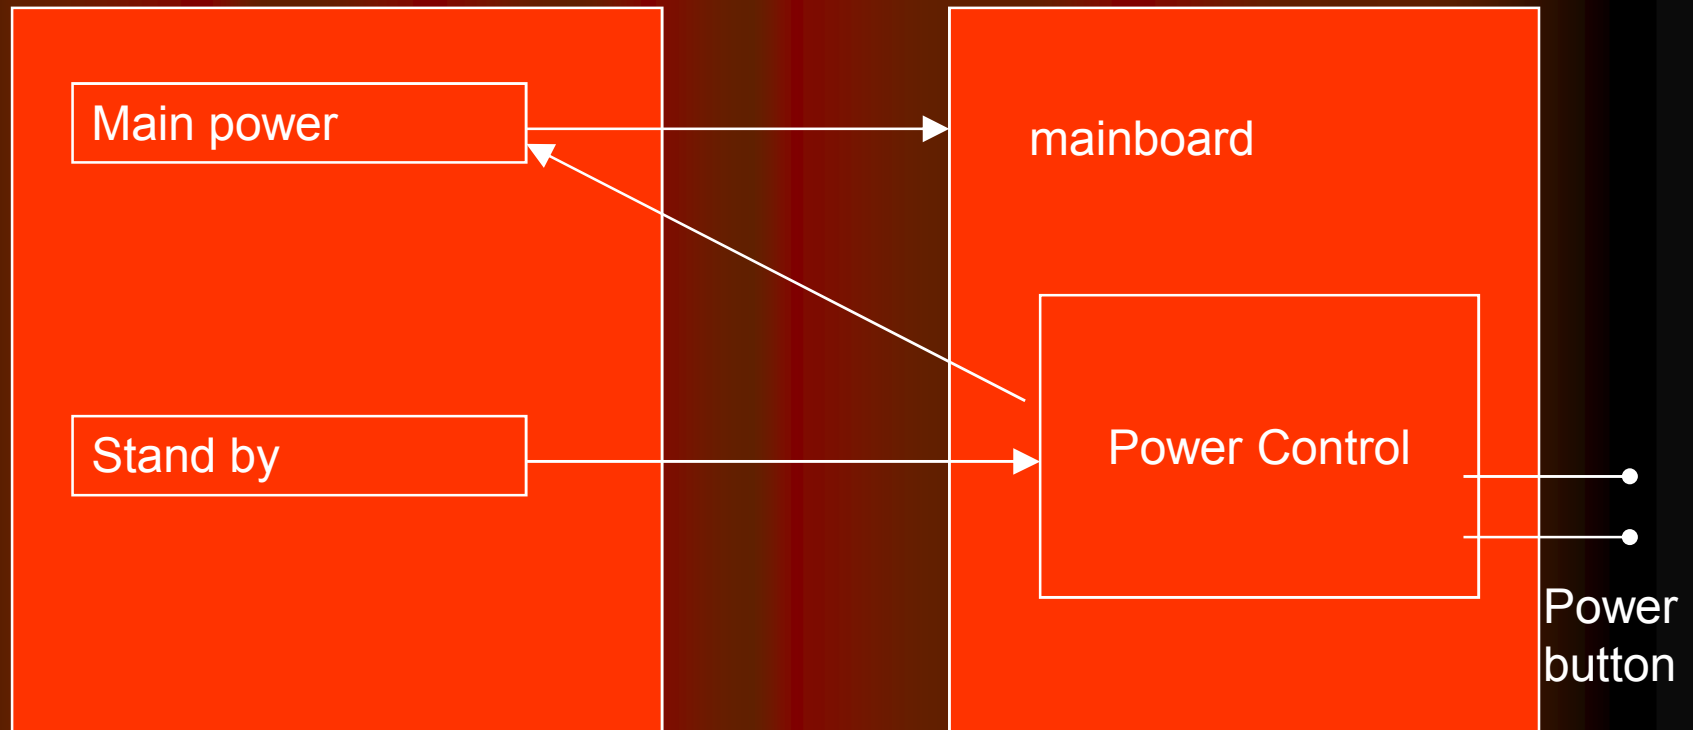 Main power
mainboard
Stand by
Power Control
Power
button